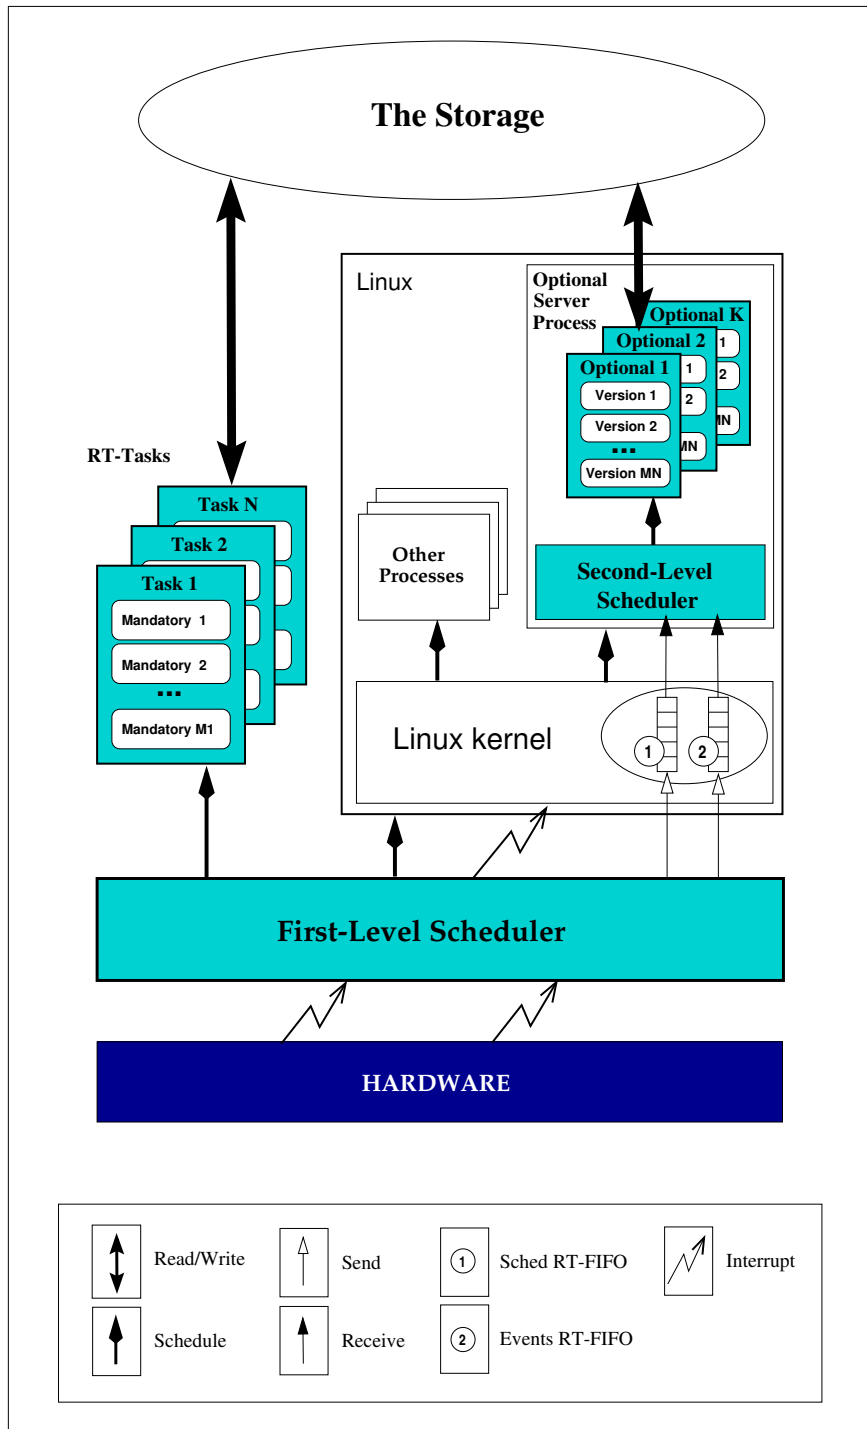 The Storage
Linux
Optional
Server
Process
Optional K
1
2
MN
Optional 2
1
2
MN
Optional 1
Version 1
Version 2
...
Version MN
RT-Tasks
Task N
Task 2
Task 1
Mandatory 1
Mandatory 2
...
Mandatory M1
Other
Processes
Second-Level
Scheduler
Linux kernel
1
2
First-Level Scheduler
HARDWARE
Read/Write
Send
1
Sched RT-FIFO
Interrupt
Schedule
Receive
2
Events RT-FIFO